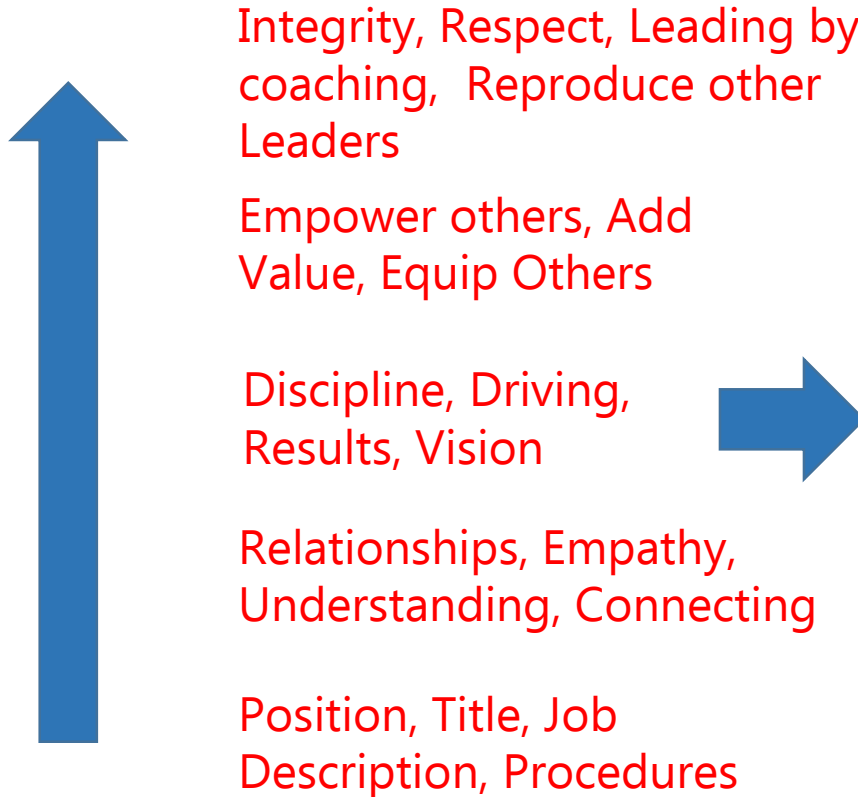 Integrity, Respect, Leading by
coaching, Reproduce other
Leaders
Empower others, Add
Value, Equip Others
Discipline, Driving,
Results, Vision
Relationships, Empathy,
Understanding, Connecting
Position, Title, Job
Description, Procedures